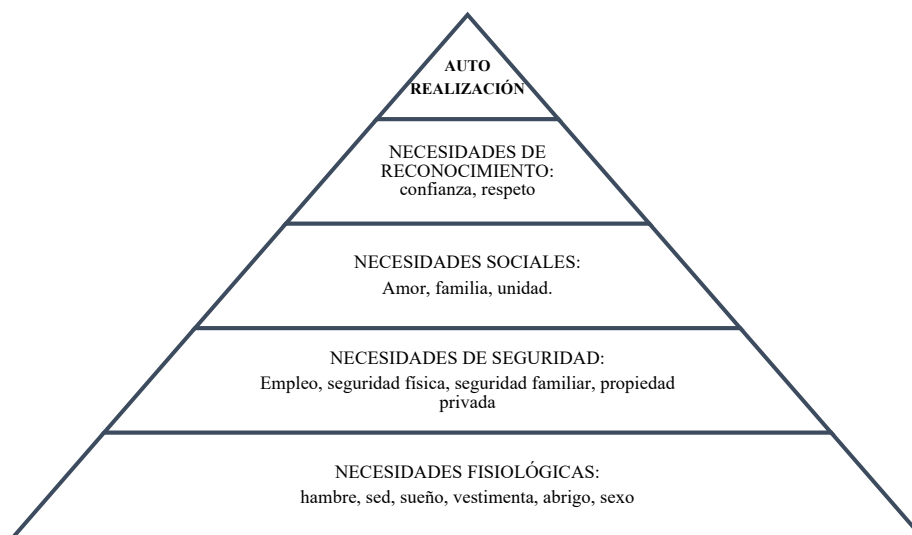 AUTO
REALIZACIÓN
NECESIDADES DE
RECONOCIMIENTO:
confianza, respeto
NECESIDADES SOCIALES:
Amor, familia, unidad.
NECESIDADES DE SEGURIDAD:
Empleo, seguridad física, seguridad familiar, propiedad
privada
NECESIDADES FISIOLÓGICAS:
hambre, sed, sueño, vestimenta, abrigo, sexo